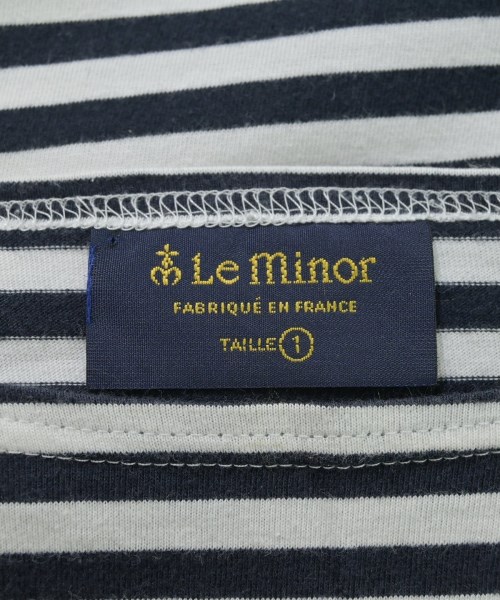 Le Minor
FABRIQUÉ EN FRANCE
TAILLE 1